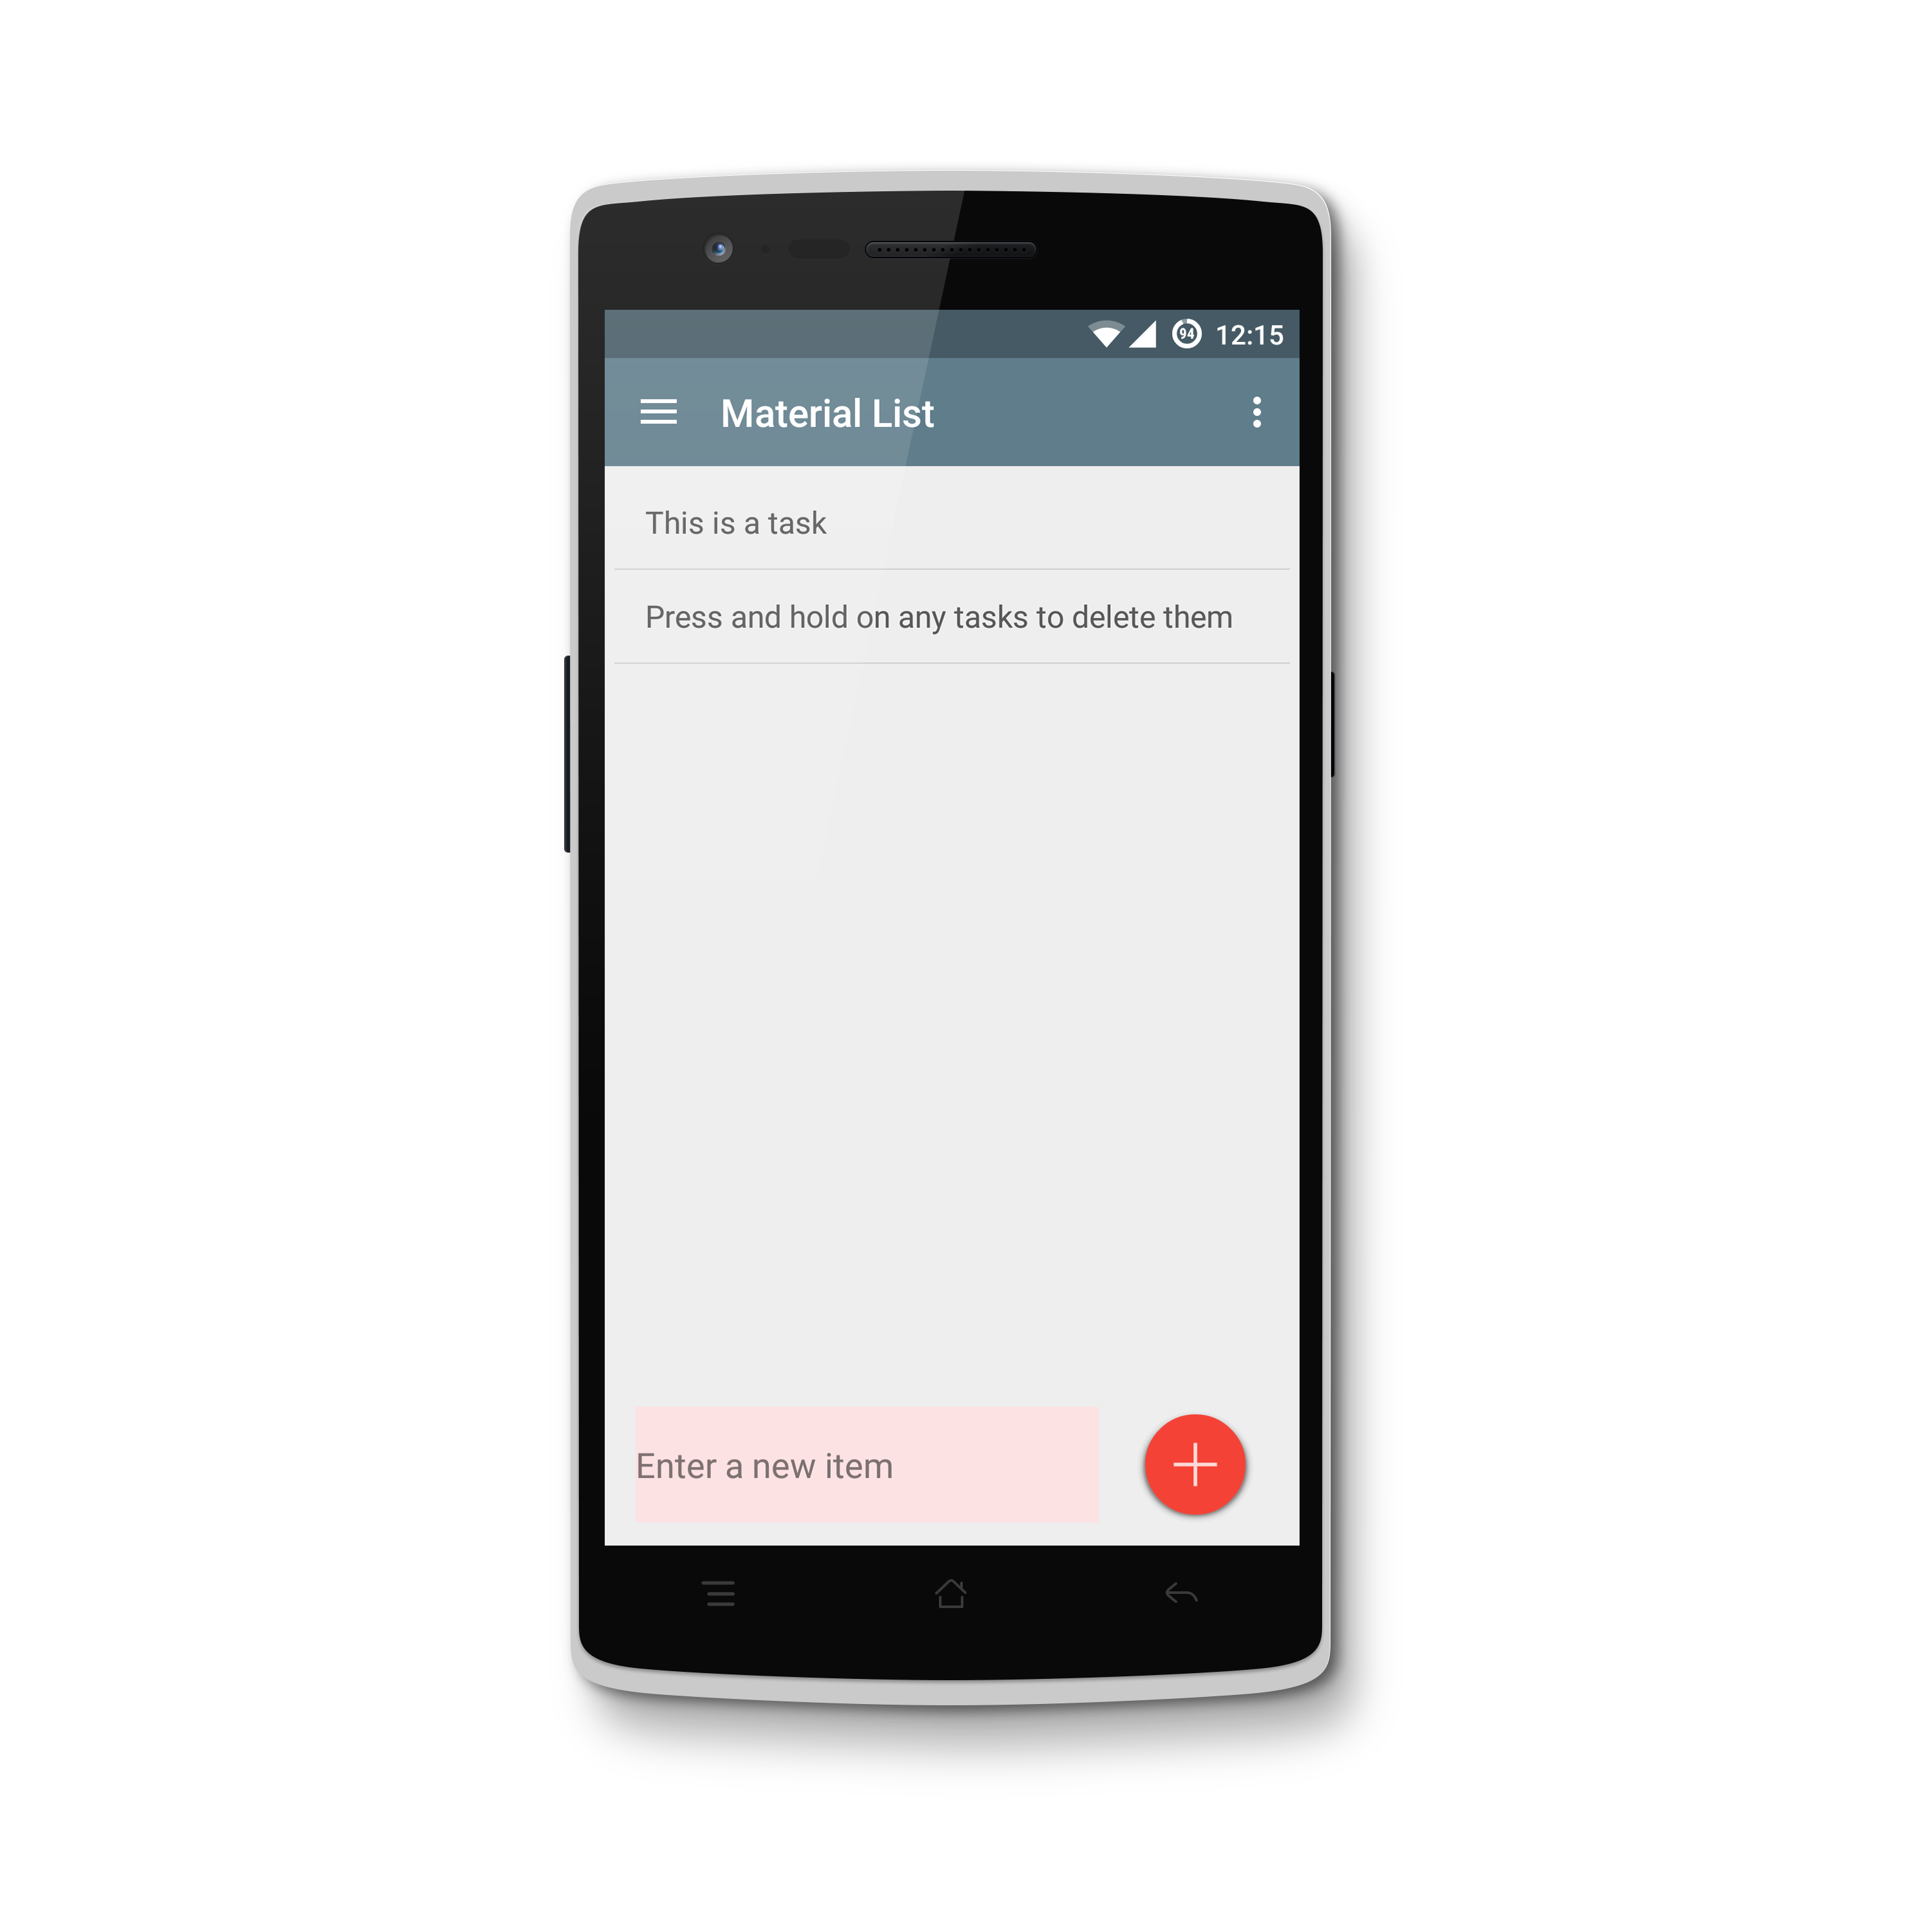 94 12:15
Material List
This is a task
Press and hold on any tasks to delete them
Enter a new item